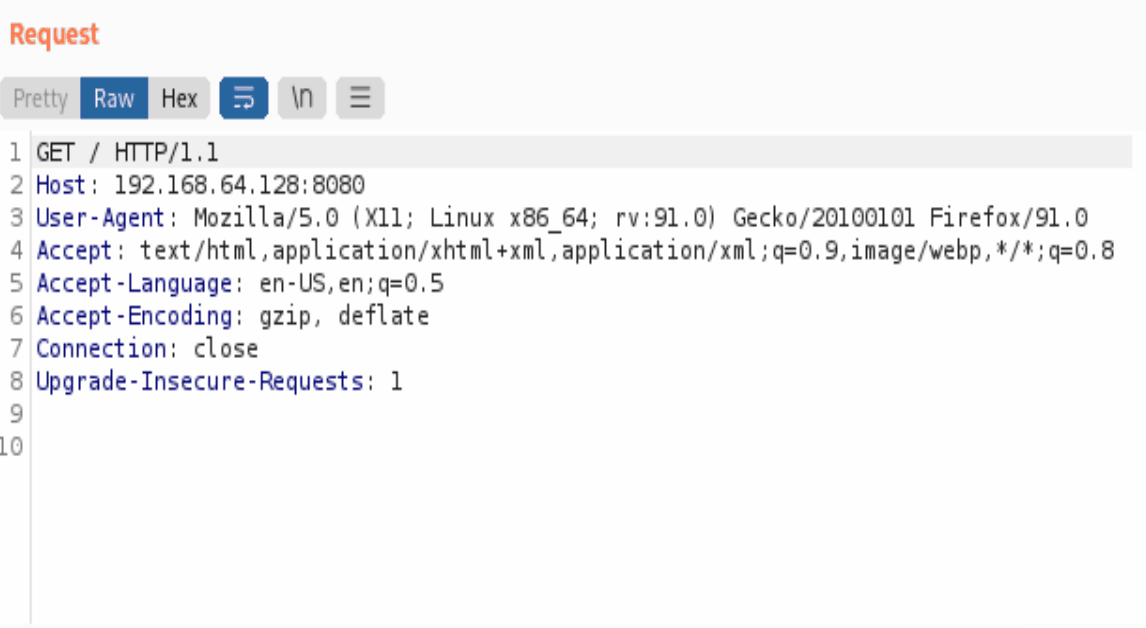 Request
Pretty Raw Hex \n
1 GET / HTTP/1.1
2 Host: 192.168.64.128:8080
3 User-Agent: Mozilla/5.0 (X11; Linux x86_64; rv:91.0) Gecko/20100101 Firefox/91.0
4 Accept: text/html,application/xhtml+xml,application/xml;q=0.9,image/webp,*/*;q=0.8
5 Accept-Language: en-US,en;q=0.5
6 Accept-Encoding: gzip, deflate
7 Connection: close
8 Upgrade-Insecure-Requests: 1
9
10